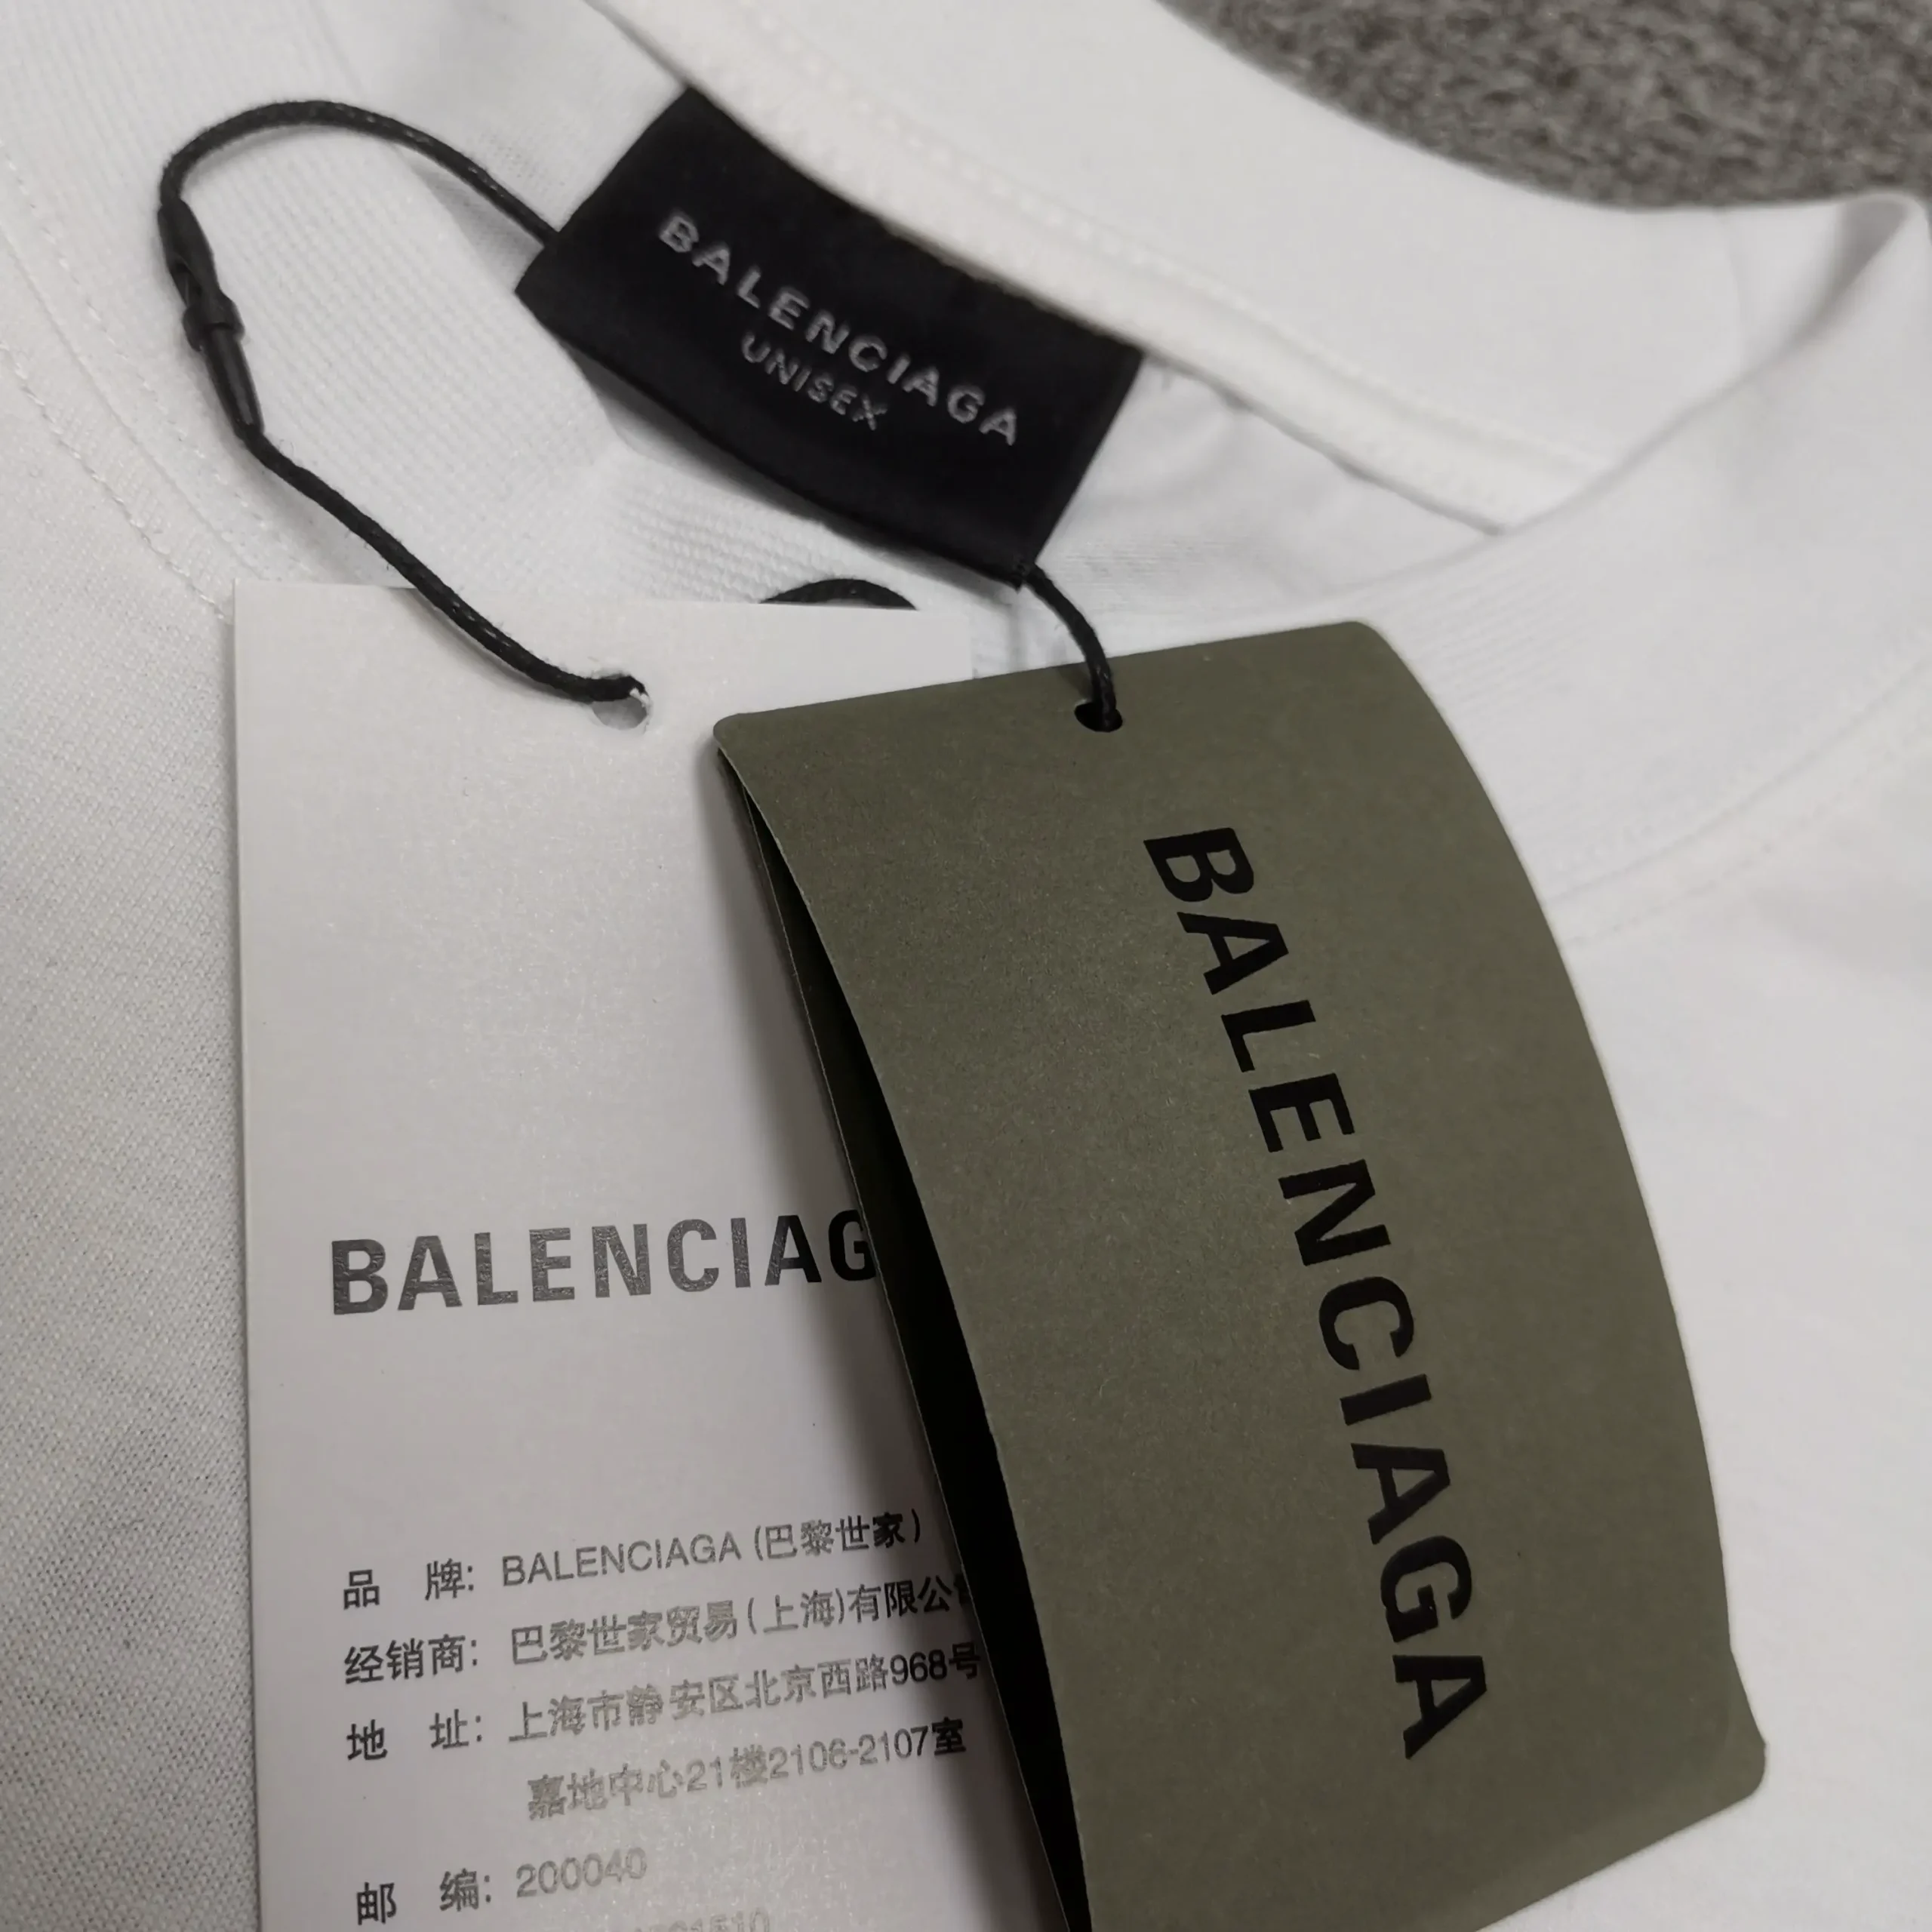 BALENCIAGA
UNISEX
BALENCIAGA
BALENCIAG
品 牌: BALENCIAGA (巴黎世家)
经销商: 巴黎世家贸易(上海)有限公
地 址: 上海市静安区北京西路968号
嘉地中心21楼2106-2107室
邮 编: 200040